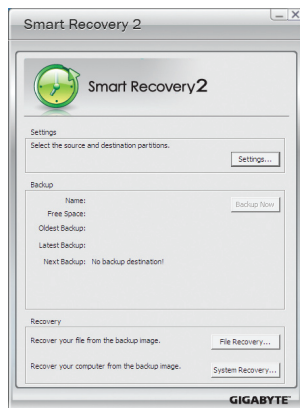 Smart Recovery 2
Smart Recovery2
Settings
Select the source and destination partitions.
Settings...
Backup
Name:
Backup Now
Free Space:
Oldest Backup:
Latest Backup:
Next Backup: No backup destination!
Recovery
Recover your file from the backup image.
File Recovery...
Recover your computer from the backup image.
System Recovery...
GIGABYTE™